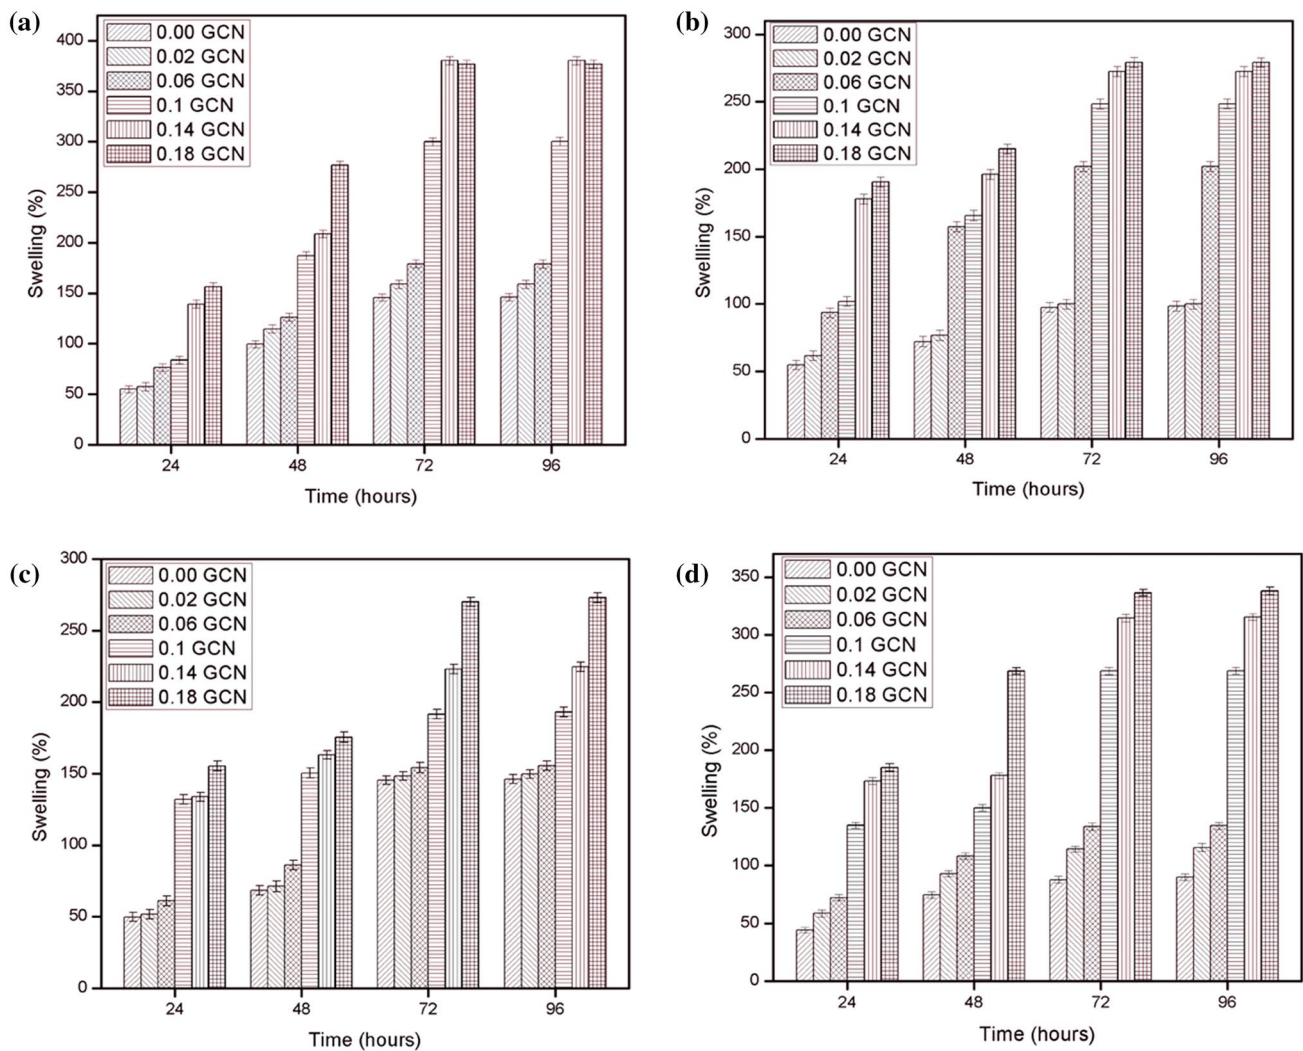 (a)
400
350
300
250
200
150
100
50
0
Swelling (%)
0.00 GCN
0.02 GCN
0.06 GCN
0.1 GCN
0.14 GCN
0.18 GCN
24 48 72 96
Time (hours)
(b)
300
250
200
150
100
50
0
Swellling (%)
0.00 GCN
0.02 GCN
0.06 GCN
0.1 GCN
0.14 GCN
0.18 GCN
24 48 72 96
Time (hours)
(c)
300
250
200
150
100
50
0
Swelling (%)
0.00 GCN
0.02 GCN
0.06 GCN
0.1 GCN
0.14 GCN
0.18 GCN
24 48 72 96
Time (hours)
(d)
350
300
250
200
150
100
50
0
Swelling (%)
0.00 GCN
0.02 GCN
0.06 GCN
0.1 GCN
0.14 GCN
0.18 GCN
24 48 72 96
Time (hours)